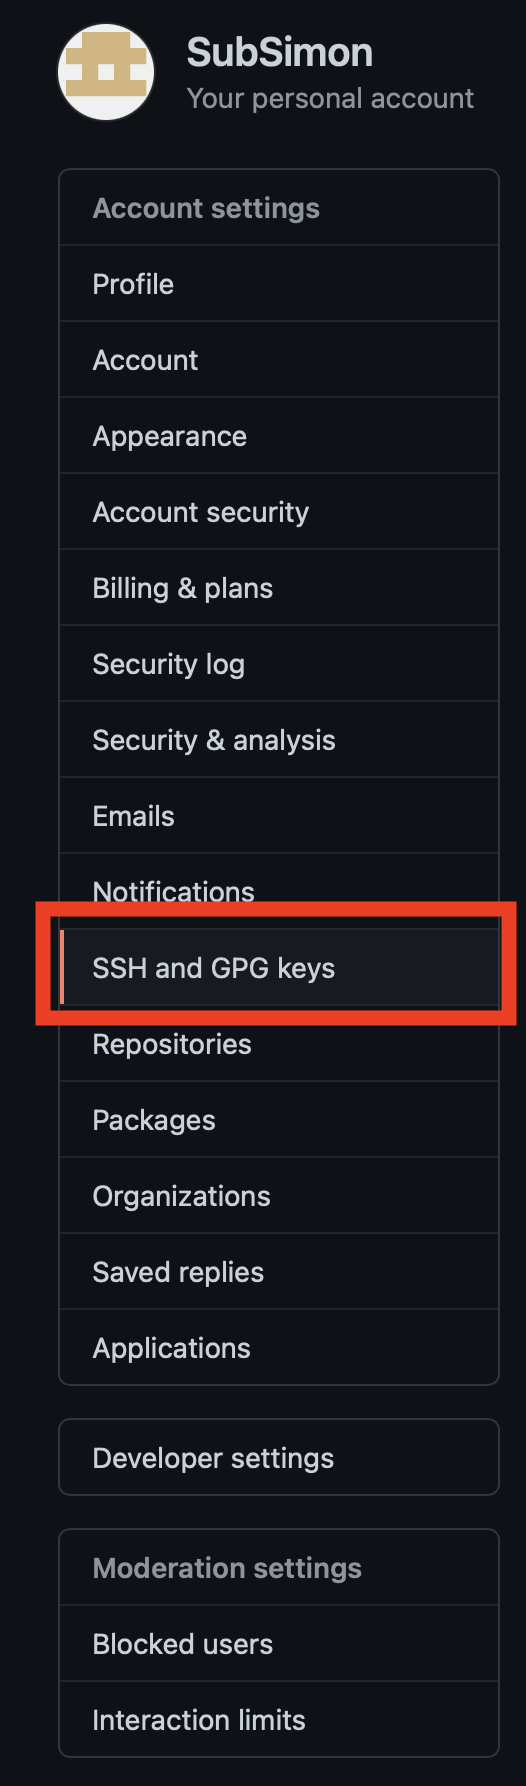 SubSimon
Your personal account
Account settings
Profile
Account
Appearance
Account security
Billing & plans
Security log
Security & analysis
Emails
Notifications
SSH and GPG keys
Repositories
Packages
Organizations
Saved replies
Applications
Developer settings
Moderation settings
Blocked users
Interaction limits